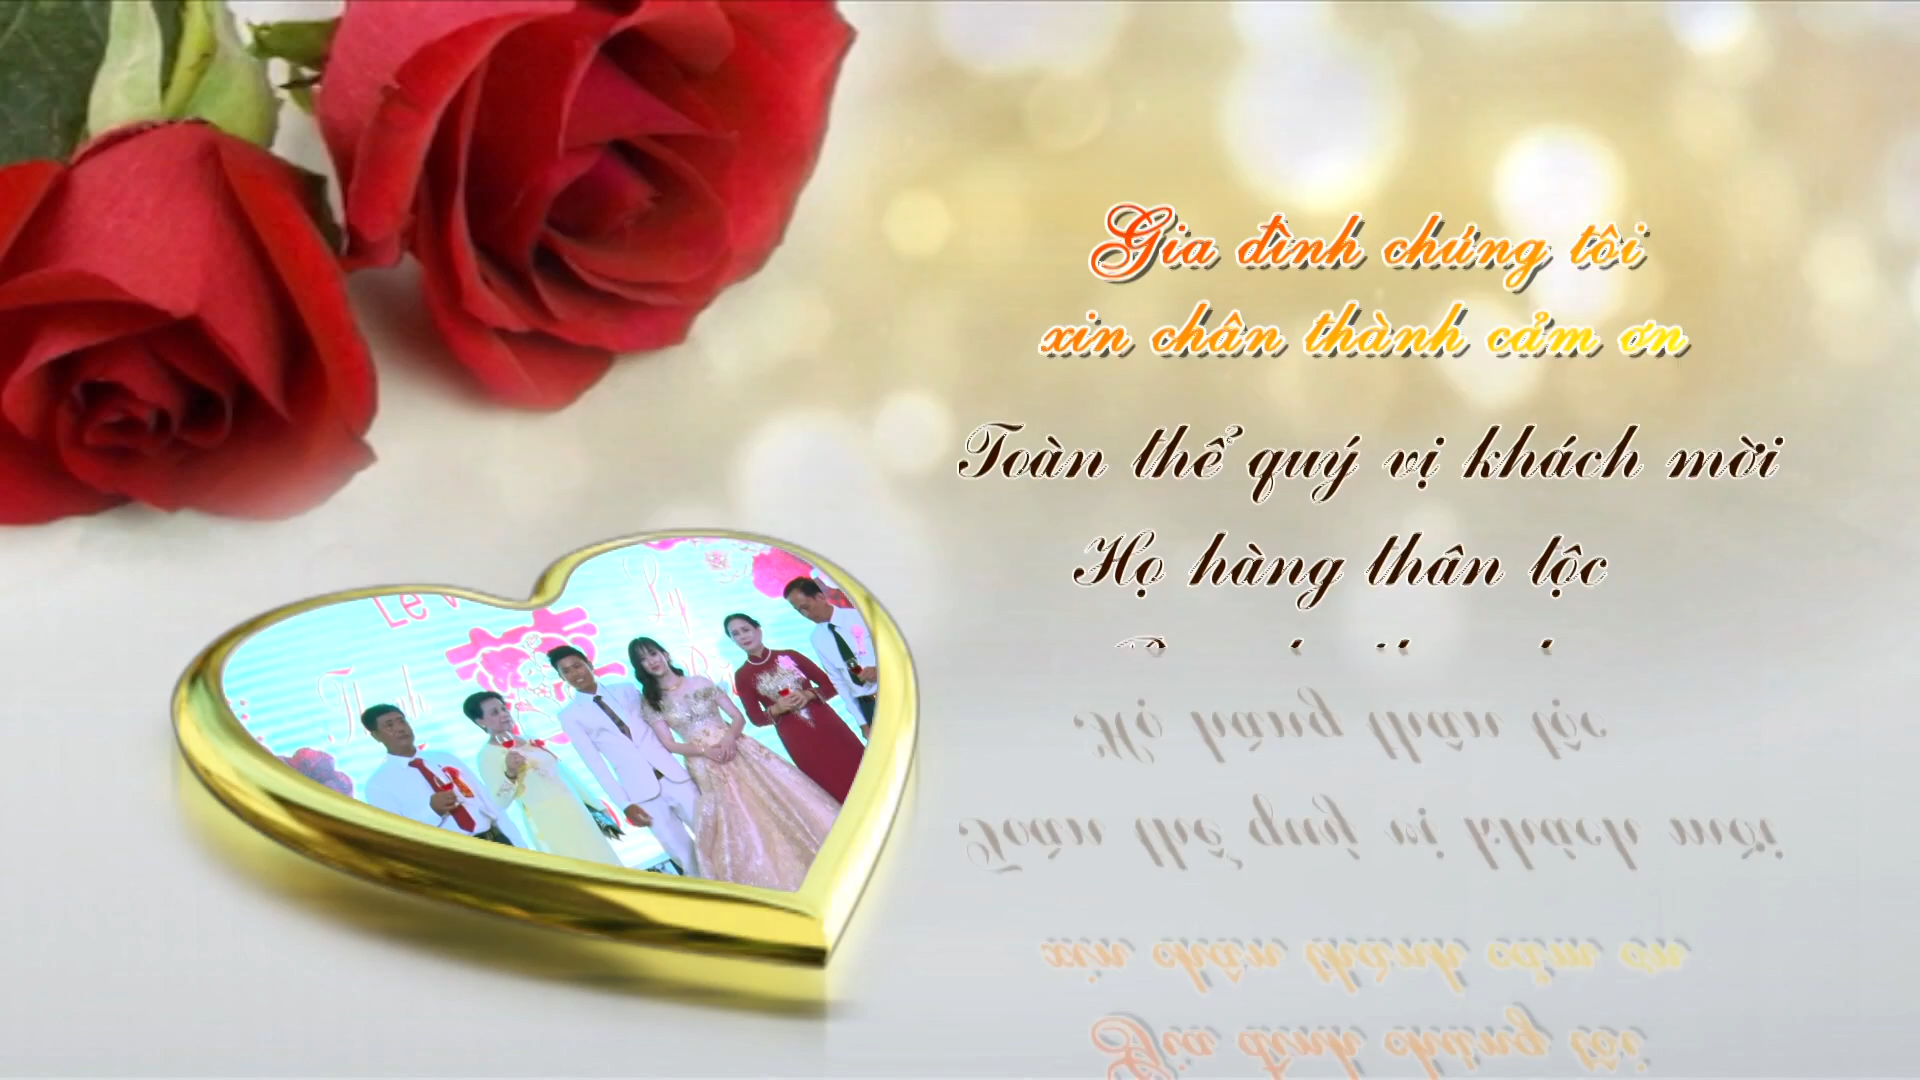 Gia đình chúng tôi
xin chân thành cảm ơn
Toàn thể quý vị khách mời
Họ hàng thân tộc